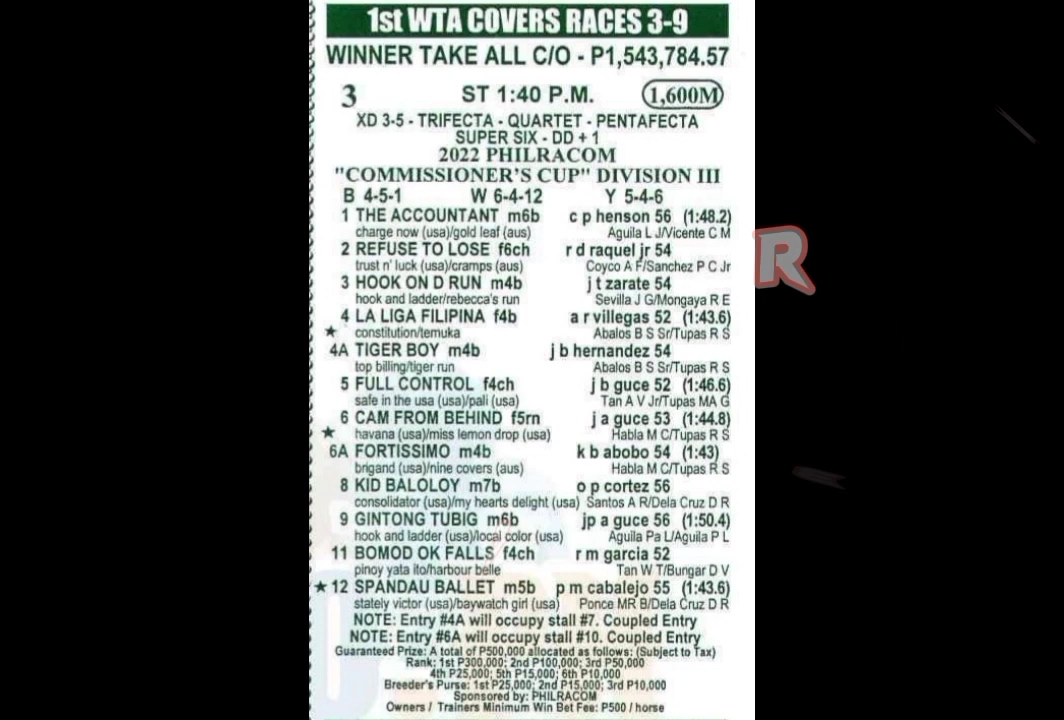 1st WTA COVERS RACES 3-9
WINNER TAKE ALL C/O - P1,543,784.57
3 ST 1:40 P.M. 1,600M
XD 3-5 - TRIFECTA - QUARTET - PENTAFECTA
SUPER SIX - DD + 1
2022 PHILRACOM
"COMMISSIONER'S CUP" DIVISION III
B 4-5-1 W 6-4-12 Y 5-4-6
1 THE ACCOUNTANT m6b c p henson 56 (1:48.2)
charge now (usa)/gold leaf (aus) Aguila L J/Vicente C M
2 REFUSE TO LOSE f6ch r d raquel jr 54
trust n' luck (usa)/cramps (aus) Coyco A F/Sanchez P C Jr
3 HOOK ON D RUN m4b j t zarate 54
hook and ladder/rebecca's run Sevilla J G/Mongaya R E
4 LA LIGA FILIPINA f4b a r villegas 52 (1:43.6)
★ constitution/temuka Abalos B S Sr/Tupas R S
4A TIGER BOY m4b j b hernandez 54
top billing/tiger run Abalos B S Sr/Tupas R S
5 FULL CONTROL f4ch j b guce 52 (1:46.6)
safe in the usa (usa)/pali (usa) Tan A V Jr/Tupas MA G
6 CAM FROM BEHIND f5rn j a guce 53 (1:44.8)
★ havana (usa)/miss lemon drop (usa) Habla M C/Tupas R S
6A FORTISSIMO m4b k b abobo 54 (1:43)
brigand (usa)/nine covers (aus) Habla M C/Tupas R S
8 KID BALOLOY m7b o p cortez 56
consolidator (usa)/my hearts delight (usa) Santos A R/Dela Cruz D R
9 GINTONG TUBIG m6b jp a guce 56 (1:50.4)
hook and ladder (usa)/local color (usa) Aguila Pa L/Aguila P L
11 BOMOD OK FALLS f4ch r m garcia 52
pinoy yata ito/harbour belle Tan W T/Bungar D V
★ 12 SPANDAU BALLET m5b p m cabalejo 55 (1:43.6)
stately victor (usa)/baywatch girl (usa) Ponce MR B/Dela Cruz D R
NOTE: Entry #4A will occupy stall #7. Coupled Entry
NOTE: Entry #6A will occupy stall #10. Coupled Entry
Guaranteed Prize: A total of P500,000 allocated as follows: (Subject to Tax)
Rank: 1st P300,000; 2nd P100,000; 3rd P50,000
4th P25,000; 5th P15,000; 6th P10,000
Breeder's Purse: 1st P25,000; 2nd P15,000; 3rd P10,000
Sponsored by: PHILRACOM
Owners / Trainers Minimum Win Bet Fee: P500 / horse
R